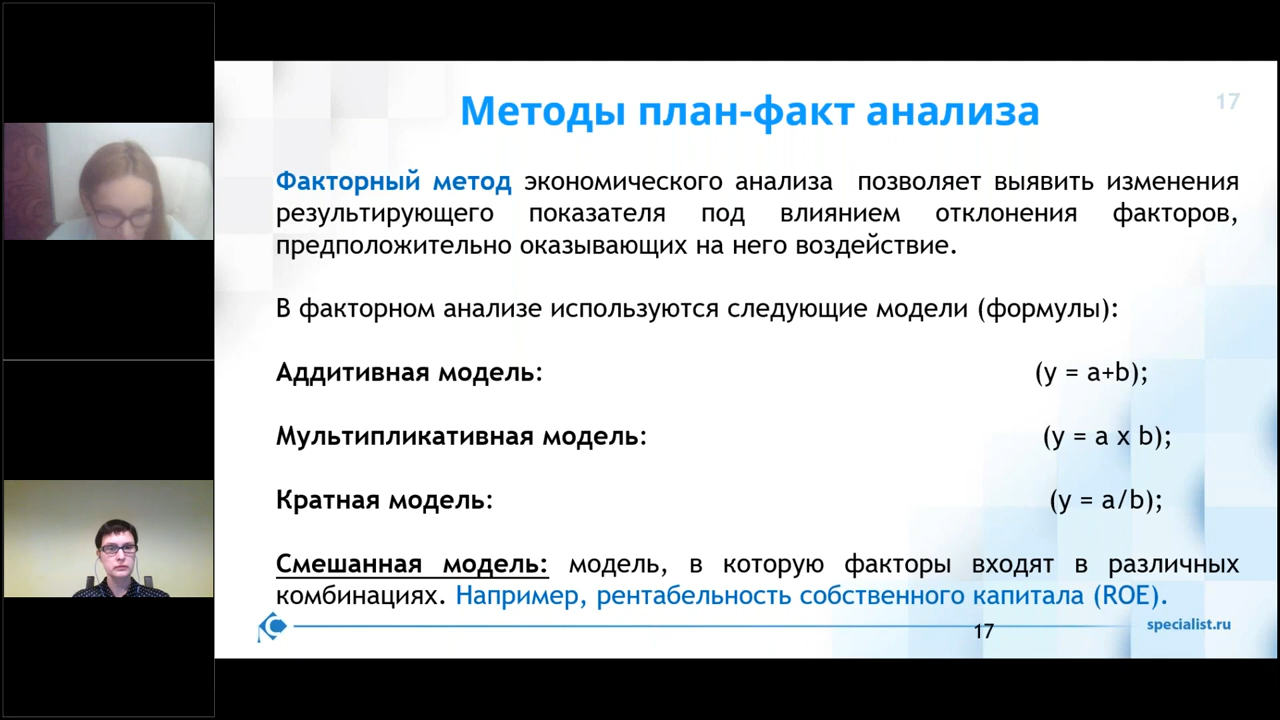 Методы план-факт анализа
17
Факторный метод экономического анализа позволяет выявить изменения
результирующего показателя под влиянием отклонения факторов,
предположительно оказывающих на него воздействие.
В факторном анализе используются следующие модели (формулы):
Аддитивная модель: (y = a+b);
Мультипликативная модель: (y = a x b);
Кратная модель: (y = a/b);
Смешанная модель: модель, в которую факторы входят в различных
комбинациях. Например, рентабельность собственного капитала (ROE).
17
specialist.ru